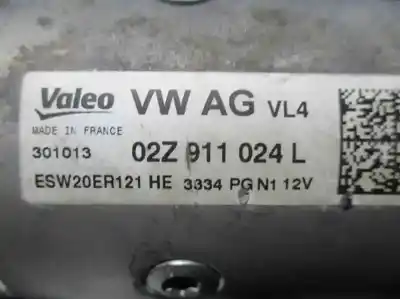 Valeo VW AG VL4
MADE IN FRANCE
301013 02Z 911 024 L
ESW20ER121 HE 3334 PG N1 12V